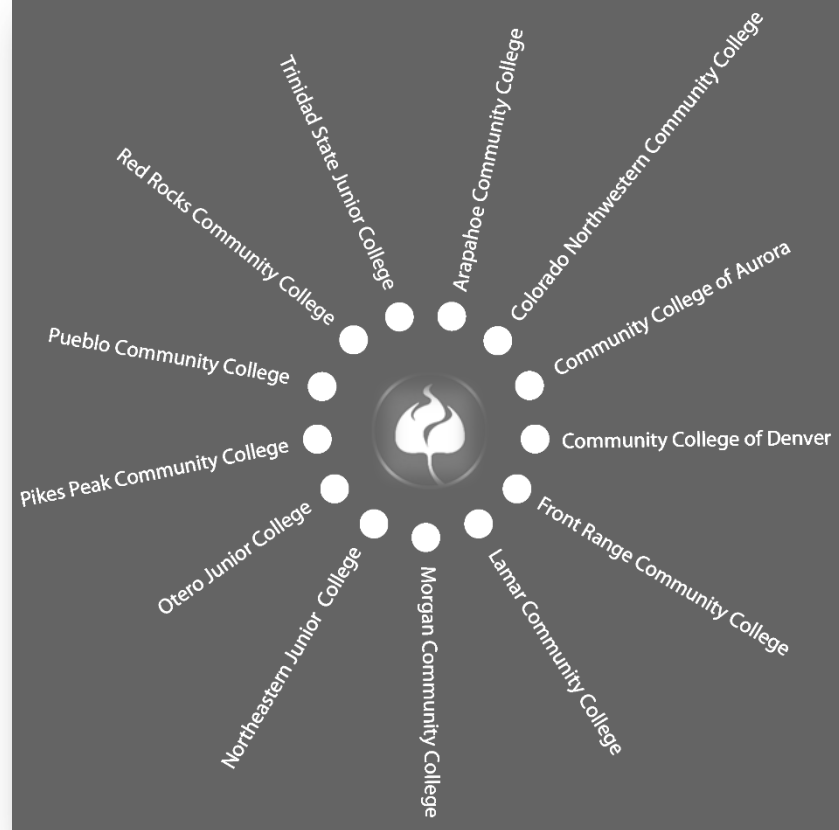 Arapahoe Community College
Colorado Northwestern Community College
Community College of Aurora
Community College of Denver
Front Range Community College
Lamar Community College
Morgan Community College
Northeastern Junior College
Otero Junior College
Pikes Peak Community College
Pueblo Community College
Red Rocks Community College
Trinidad State Junior College